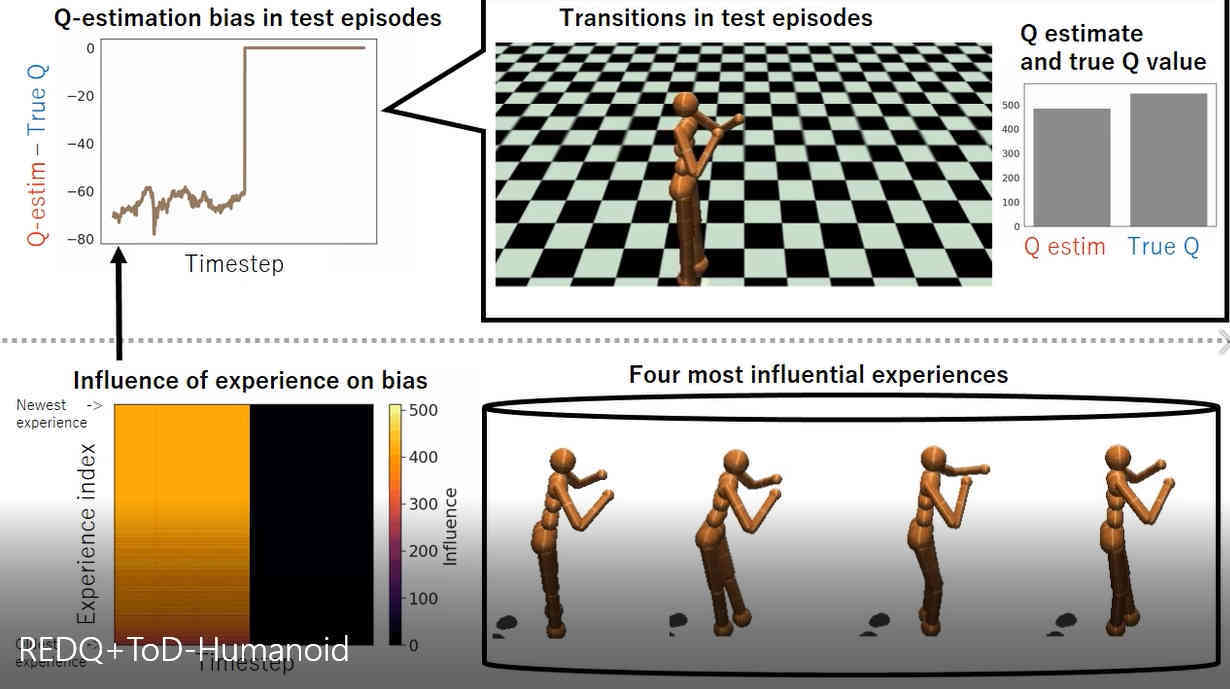 Q-estimation bias in test episodes
Q-estim − True Q
0
−20
−40
−60
−80
Timestep
Transitions in test episodes
Q estimate
and true Q value
500
400
300
200
100
0
Q estim
True Q
Influence of experience on bias
Newest ->
experience
Experience index
experience
Timestep
500
400
300
200
100
0
Influence
Four most influential experiences
REDQ+ToD-Humanoid